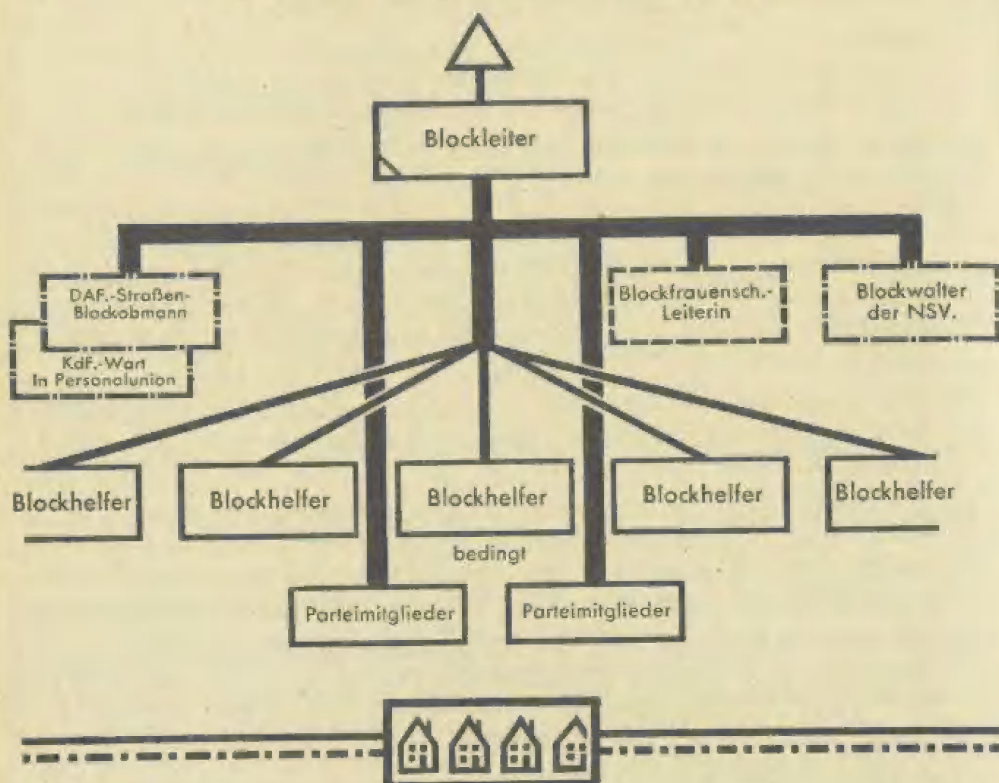 Blockleiter
DAF.-Straßen-
Blockobmann
KdF.-Wart
In Personalunion
Blockfrauensch.-
Leiterin
Blockwalter
der NSV.
Blockhelfer
Blockhelfer
Blockhelfer
Blockhelfer
Blockhelfer
bedingt
Parteimitglieder
Parteimitglieder